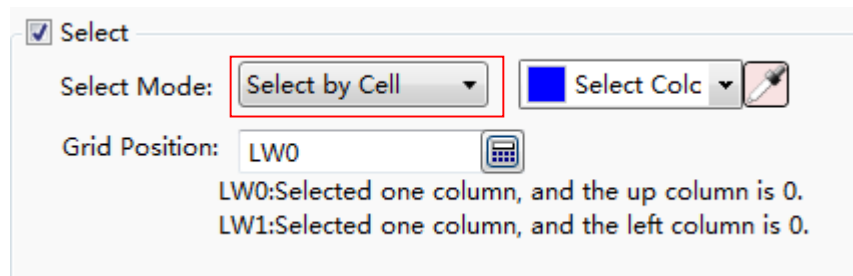 Select
Select Mode: Select by Cell Select Colc
Grid Position: LW0
LW0:Selected one column, and the up column is 0.
LW1:Selected one column, and the left column is 0.